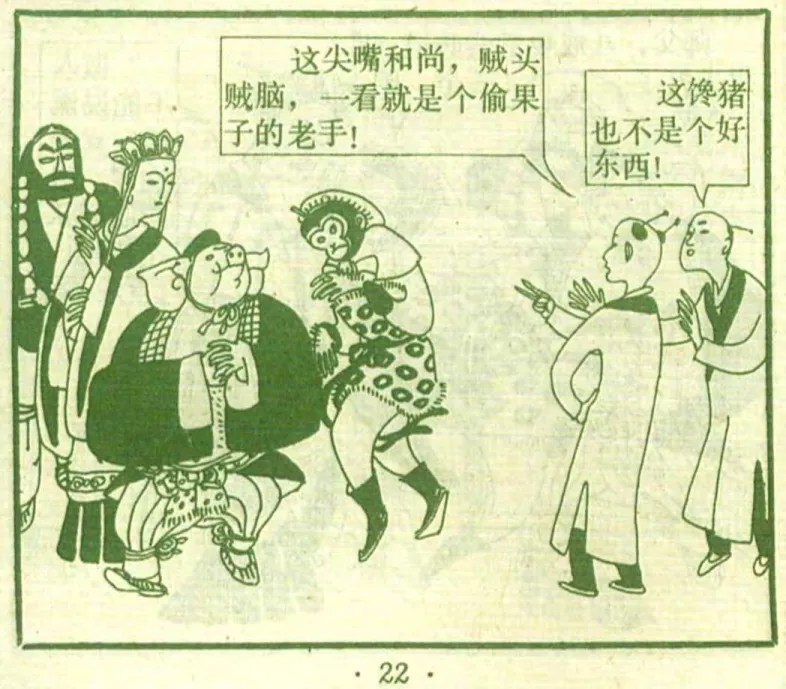 这尖嘴和尚，贼头
贼脑，一看就是个偷果
子的老手！
这馋猪
也不是个好
东西！
· 22 ·